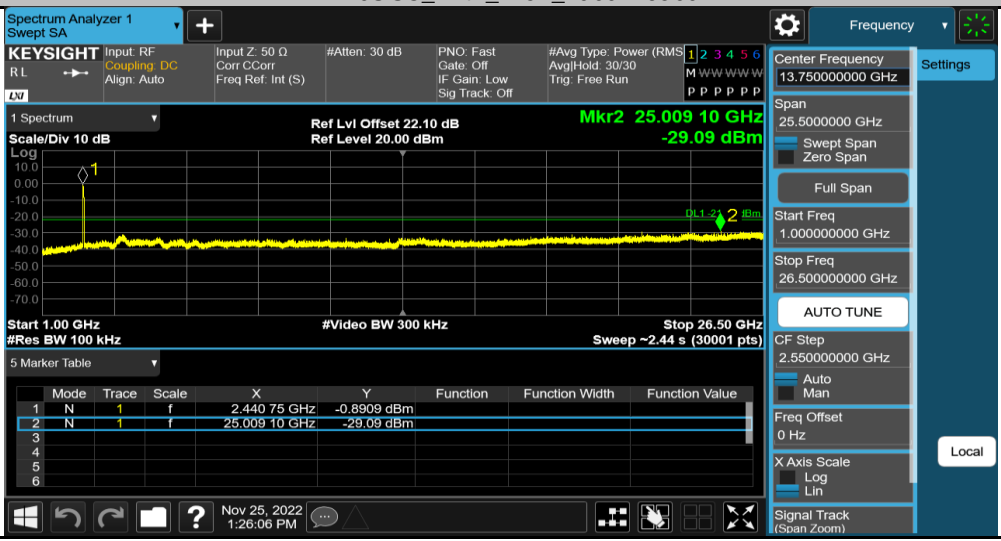 Spectrum Analyzer 1
Swept SA
+
Frequency
KEYSIGHT
RL
LXI
Input: RF
Coupling: DC
Align: Auto
Input Z: 50 Ω
Corr CCorr
Freq Ref: Int (S)
#Atten: 30 dB
PNO: Fast
Gate: Off
IF Gain: Low
Sig Track: Off
#Avg Type: Power (RMS
Avg|Hold: 30/30
Trig: Free Run
1 2 3 4 5 6
M W W W W W
P P P P P P
1 Spectrum
Scale/Div 10 dB
Ref Lvl Offset 22.10 dB
Ref Level 20.00 dBm
Mkr2 25.009 10 GHz
-29.09 dBm
Log
10.0
0.00
-10.0
-20.0
-30.0
-40.0
-50.0
-60.0
-70.0
1
DL1
2
Start 1.00 GHz
#Res BW 100 kHz
#Video BW 300 kHz
Stop 26.50 GHz
Sweep ~2.44 s (30001 pts)
5 Marker Table
Mode Trace Scale X Y Function Function Width Function Value
1 N 1 f 2.440 75 GHz -0.8909 dBm
2 N 1 f 25.009 10 GHz -29.09 dBm
3
4
5
6
?
Nov 25, 2022
1:26:06 PM
Center Frequency
13.750000000 GHz
Span
25.5000000 GHz
Swept Span
Zero Span
Full Span
Start Freq
1.000000000 GHz
Stop Freq
26.500000000 GHz
AUTO TUNE
CF Step
2.550000000 GHz
Auto
Man
Freq Offset
0 Hz
X Axis Scale
Log
Lin
Signal Track
(Span Zoom)
Settings
Local